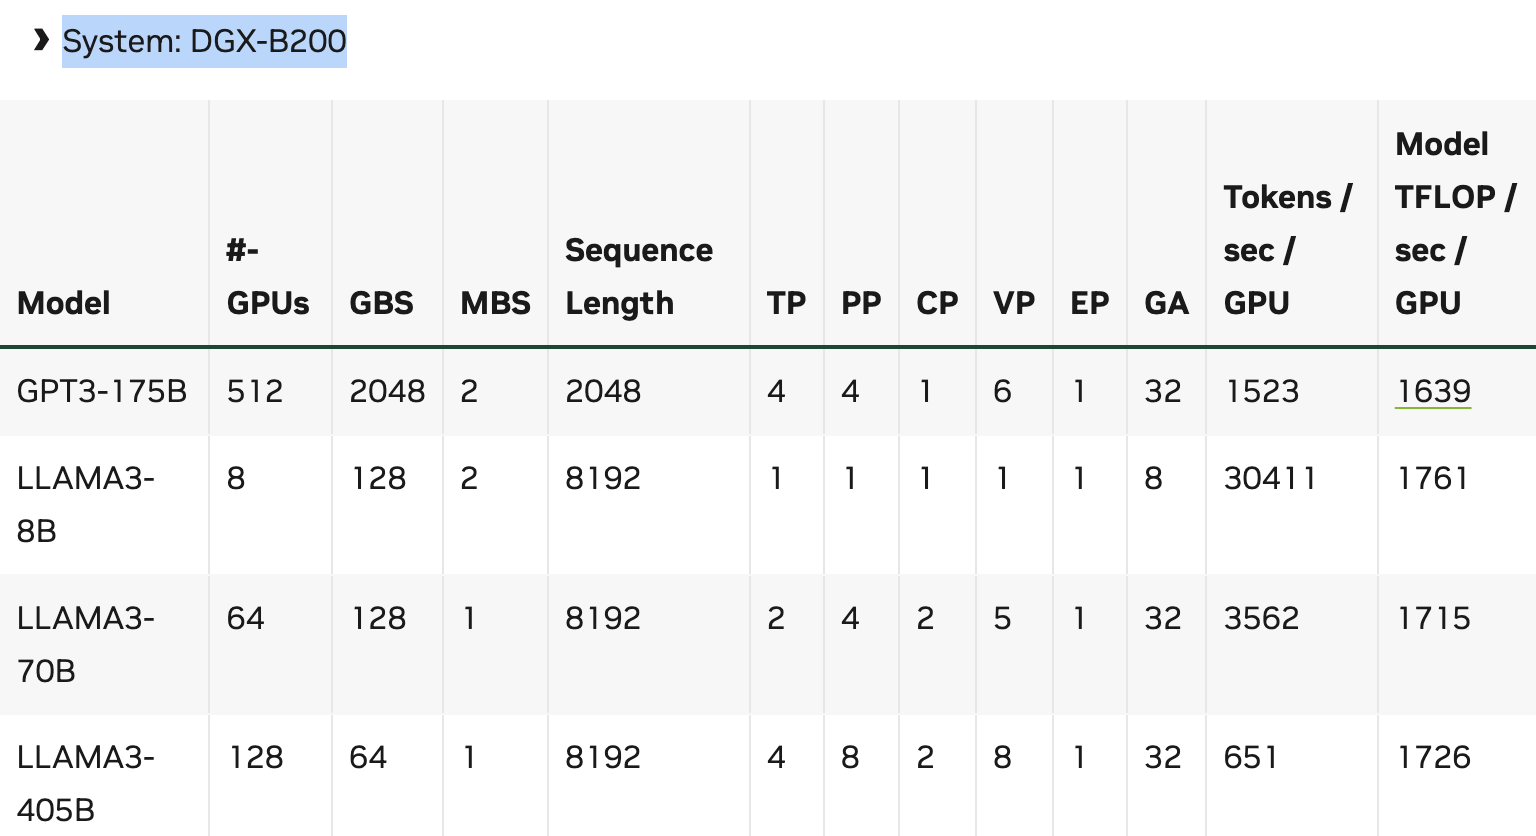 ❯ System: DGX-B200
Model #-GPUs GBS MBS Sequence Length TP PP CP VP EP GA Tokens / sec / GPU Model TFLOP / sec / GPU
GPT3-175B 512 2048 2 2048 4 4 1 6 1 32 1523 1639
LLAMA3-8B 8 128 2 8192 1 1 1 1 1 8 30411 1761
LLAMA3-70B 64 128 1 8192 2 4 2 5 1 32 3562 1715
LLAMA3-405B 128 64 1 8192 4 8 2 8 1 32 651 1726